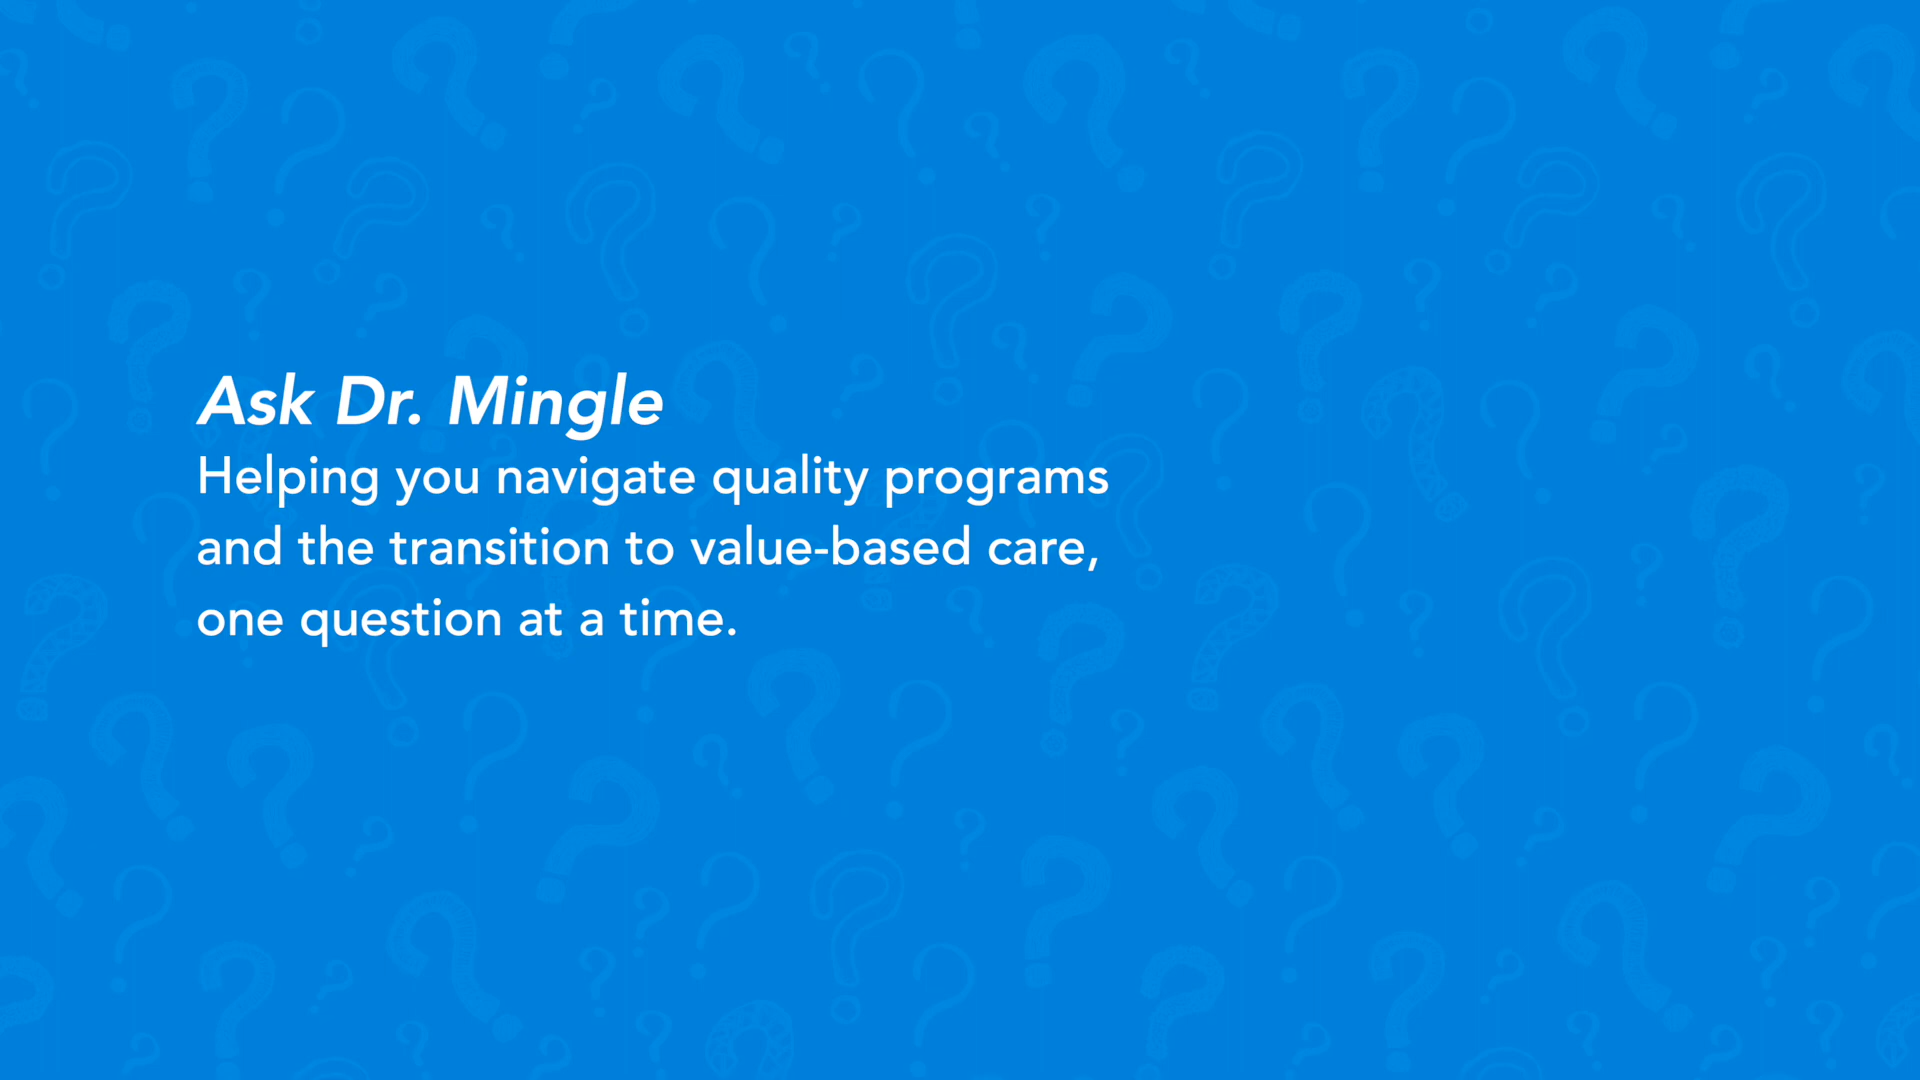 Ask Dr. Mingle
Helping you navigate quality programs
and the transition to value-based care,
one question at a time.